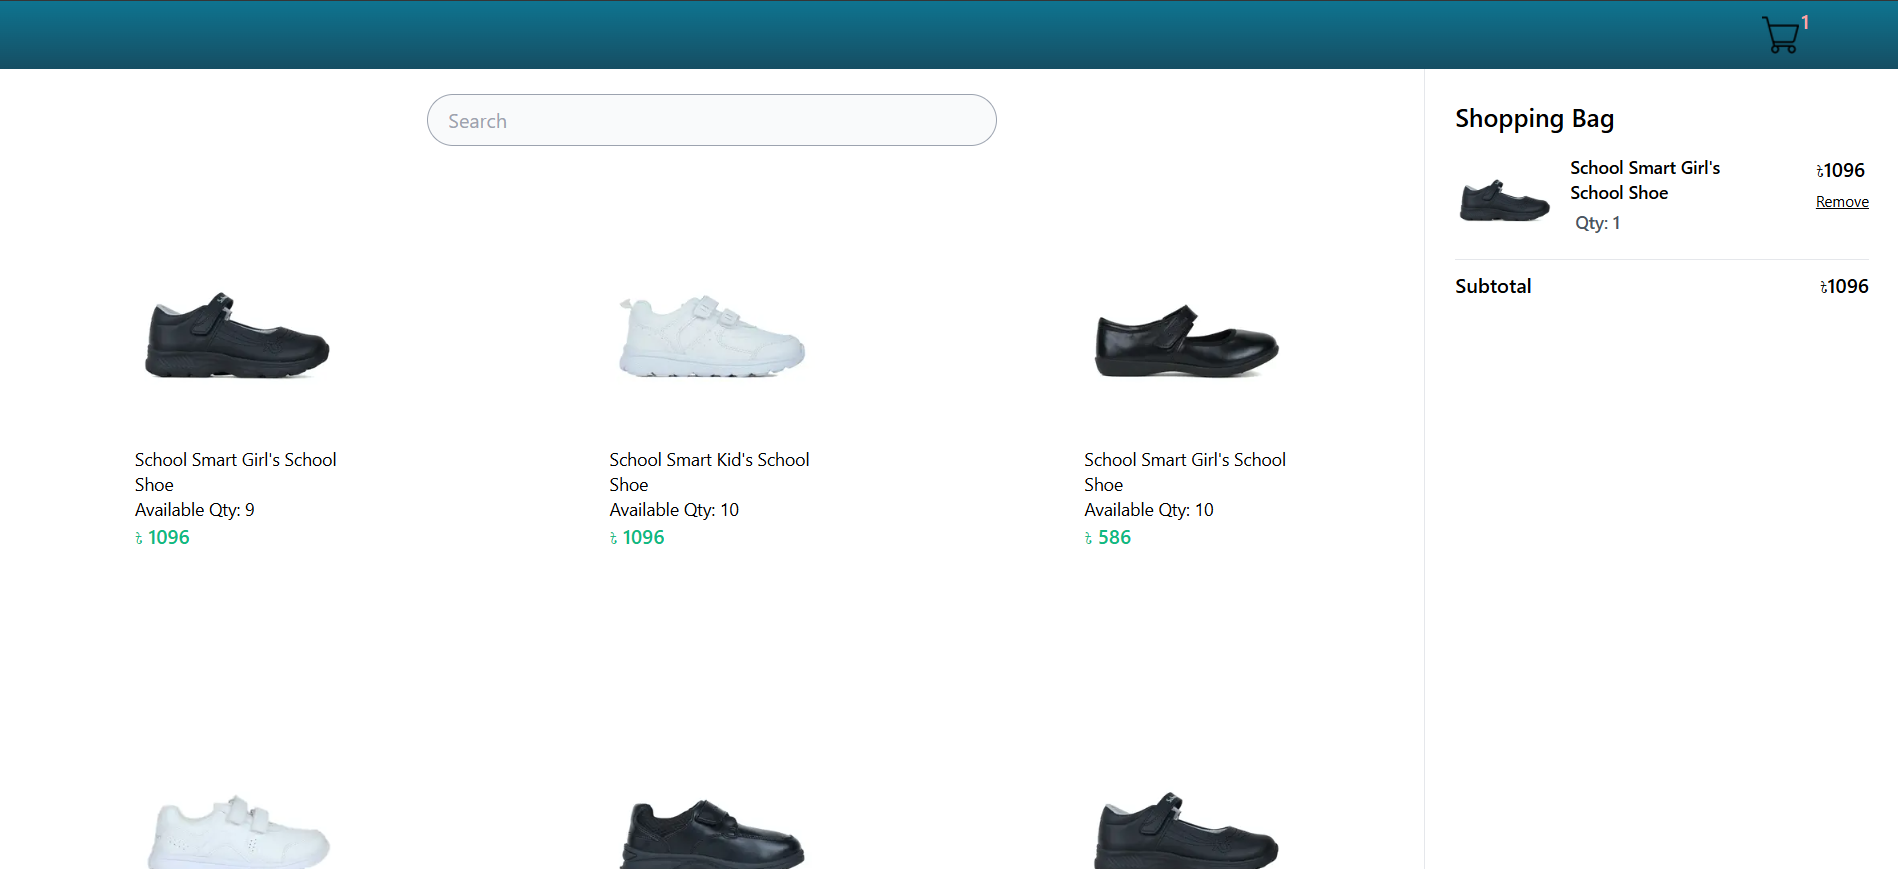 1
Search
School Smart Girl's School
Shoe
Available Qty: 9
৳ 1096
School Smart Kid's School
Shoe
Available Qty: 10
৳ 1096
School Smart Girl's School
Shoe
Available Qty: 10
৳ 586
Shopping Bag
School Smart Girl's
School Shoe
Qty: 1
৳1096
Remove
Subtotal
৳1096